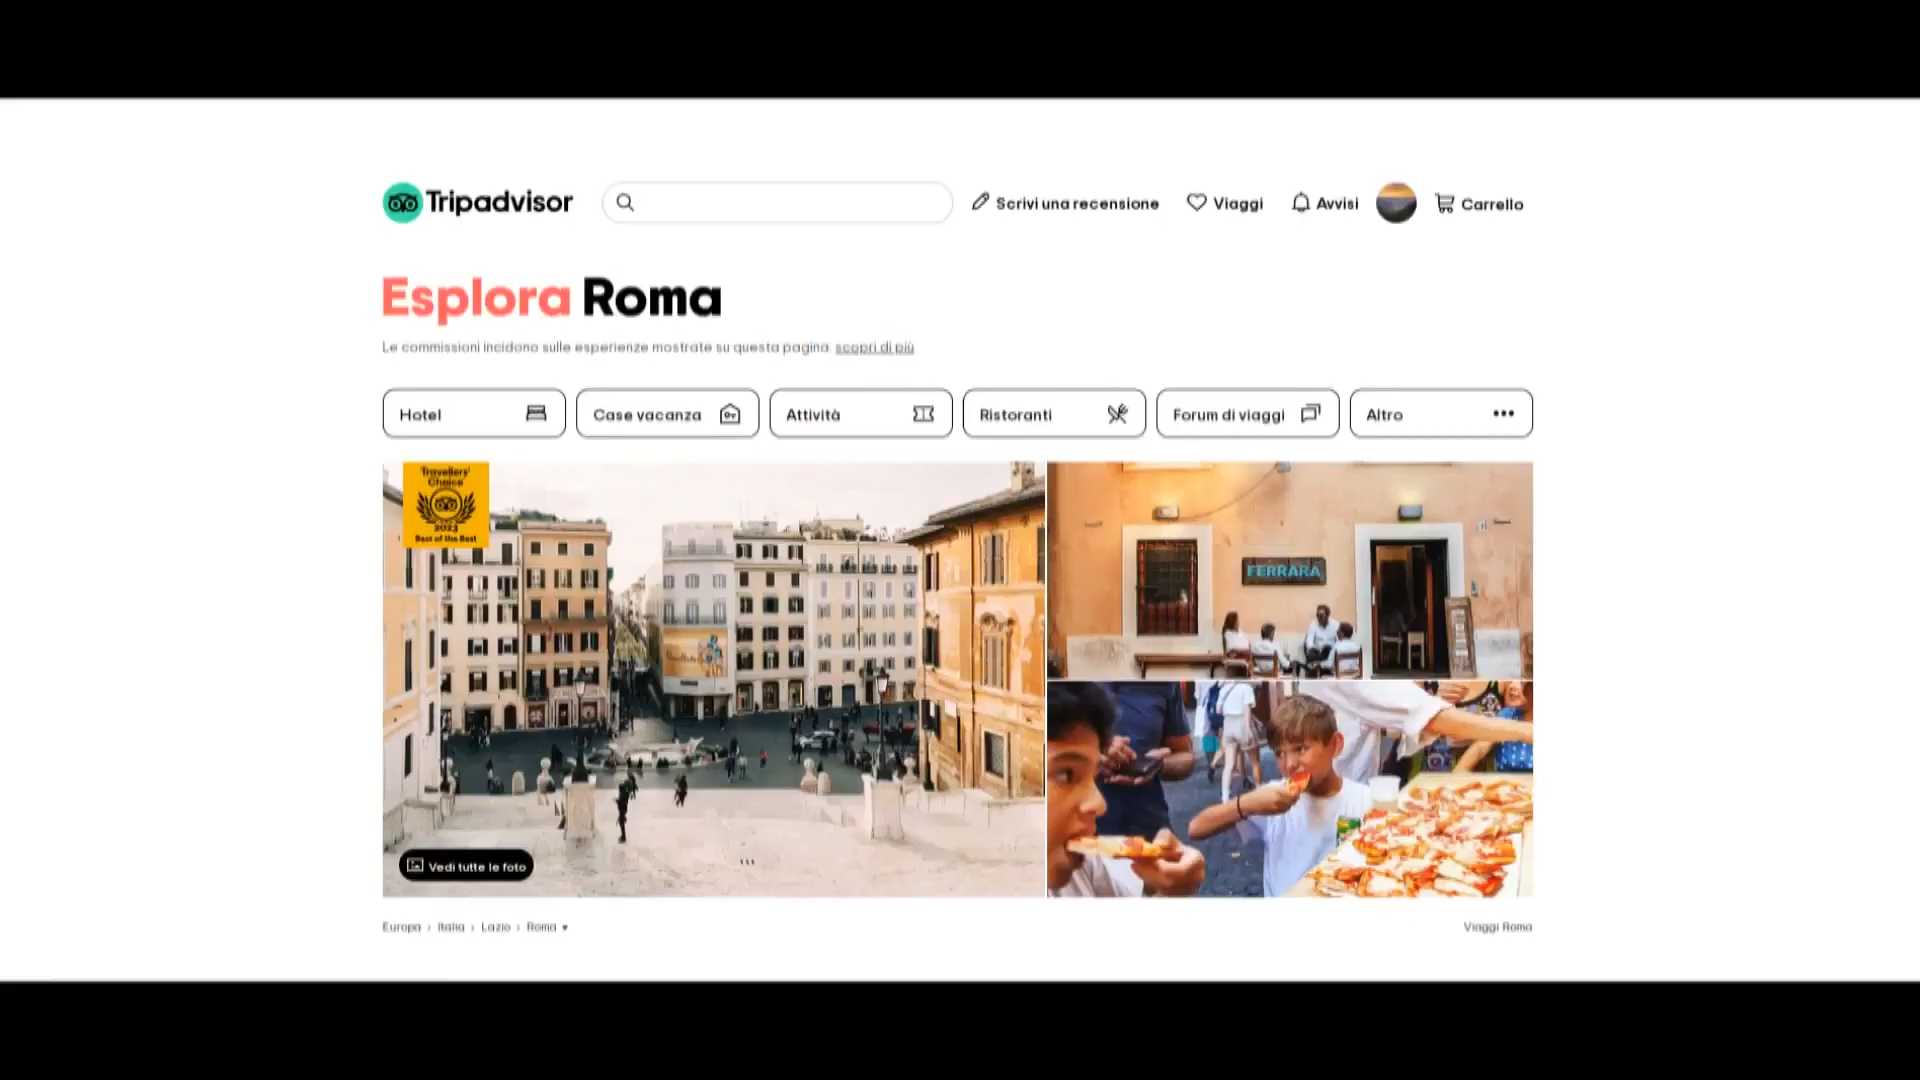 Tripadvisor
Scrivi una recensione
Viaggi
Avvisi
Carrello
Esplora Roma
Le commissioni incidono sulle esperienze mostrate su questa pagina scopri di più
Hotel
Case vacanza
Attività
Ristoranti
Forum di viaggi
Altro
Travellers'
Choice
2023
Best of the Best
FERRARA
Vedi tutte le foto
Europa › Italia › Lazio › Roma
Viaggi Roma